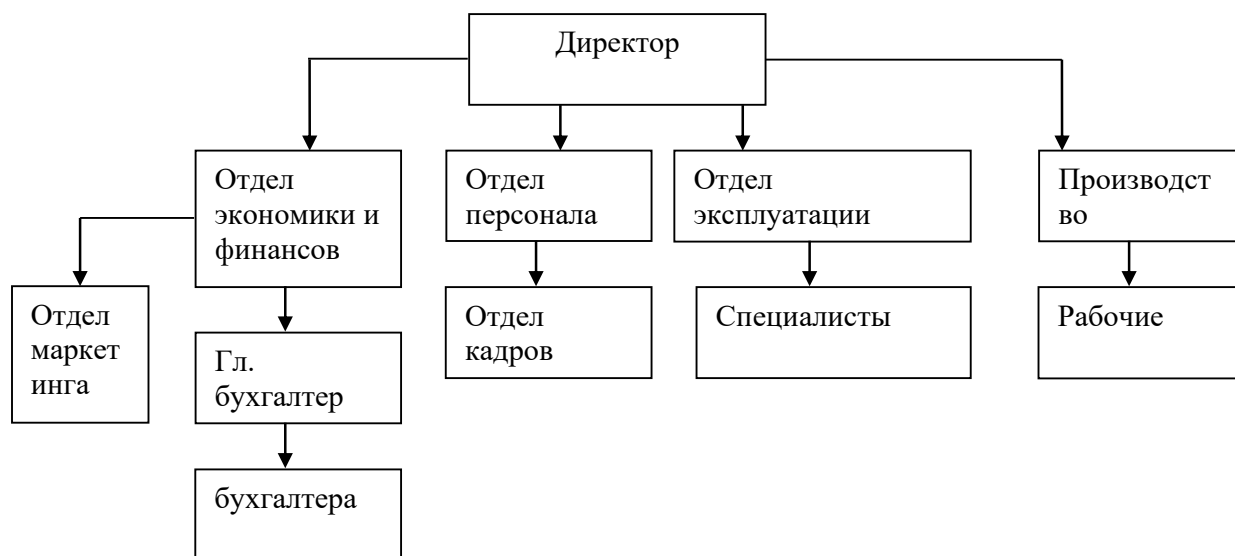 Директор
Отдел
экономики и
финансов
Отдел
персонала
Отдел
эксплуатации
Производст
во
Отдел
маркет
инга
Гл.
бухгалтер
Отдел
кадров
Специалисты
Рабочие
бухгалтера